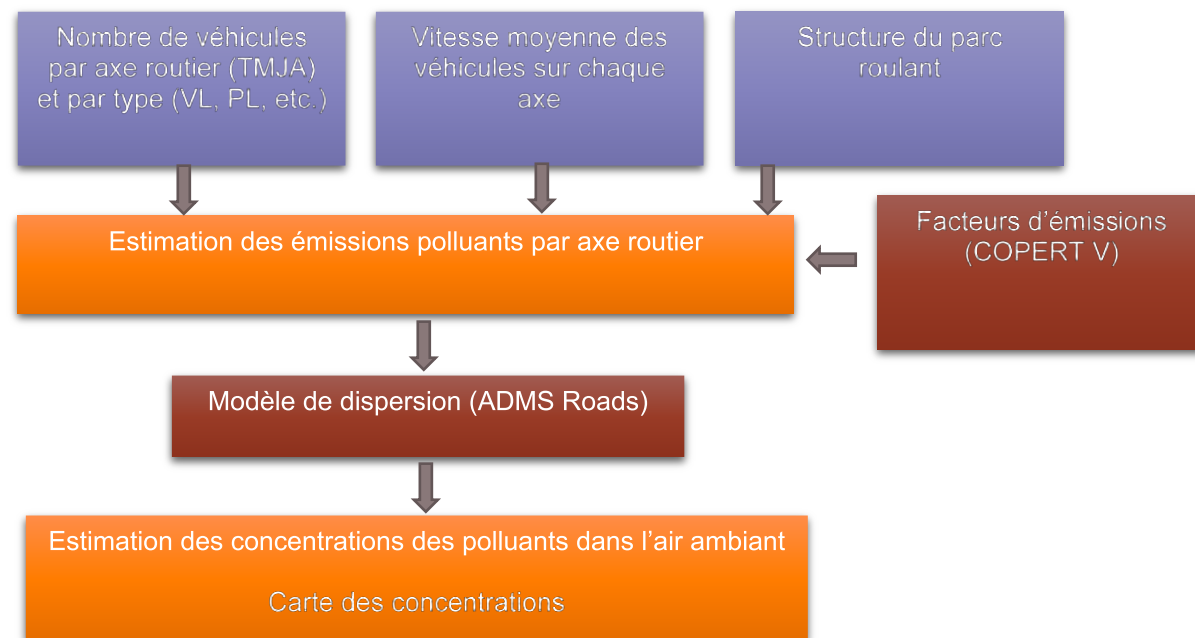 Nombre de véhicules
par axe routier (TMJA)
et par type (VL, PL, etc.)
Vitesse moyenne des
véhicules sur chaque
axe
Structure du parc
roulant
Facteurs d'émissions
(COPERT V)
Estimation des émissions polluants par axe routier
Modèle de dispersion (ADMS Roads)
Estimation des concentrations des polluants dans l'air ambiant
Carte des concentrations